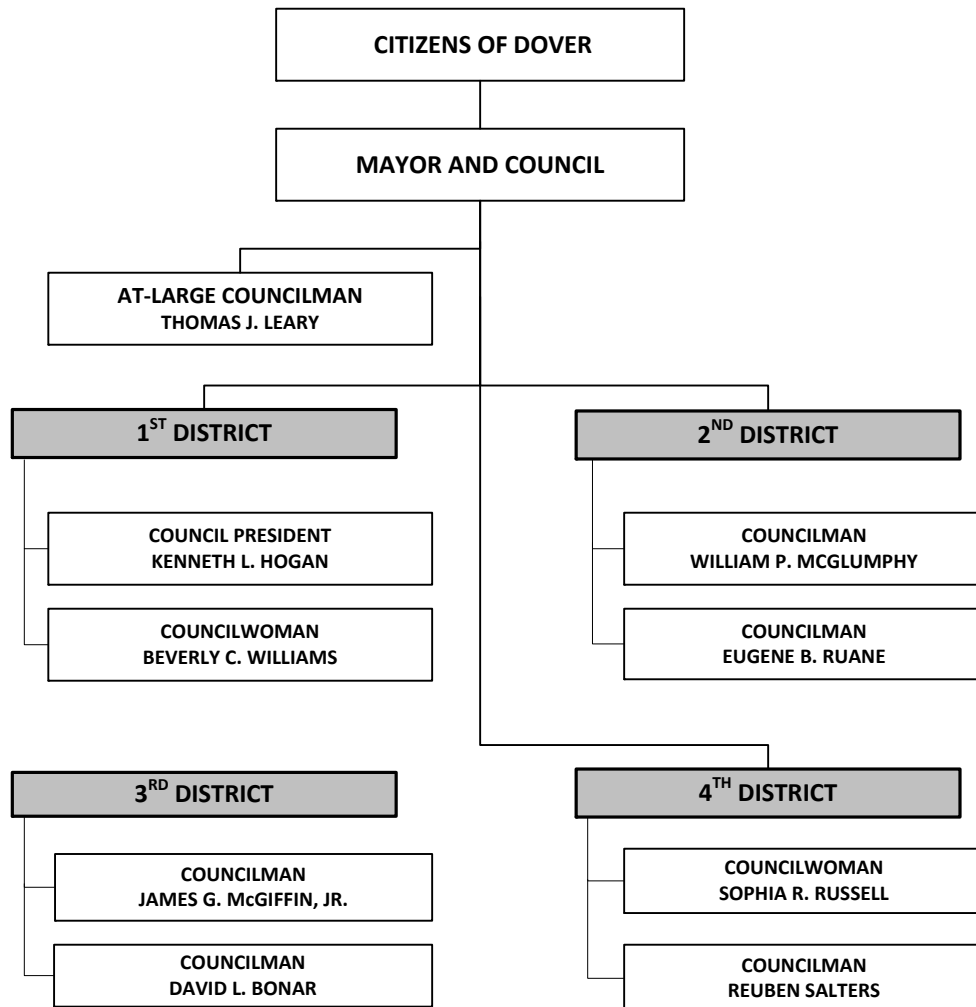 CITIZENS OF DOVER
MAYOR AND COUNCIL
AT-LARGE COUNCILMAN
THOMAS J. LEARY
1ST DISTRICT
COUNCIL PRESIDENT
KENNETH L. HOGAN
COUNCILWOMAN
BEVERLY C. WILLIAMS
2ND DISTRICT
COUNCILMAN
WILLIAM P. MCGLUMPHY
COUNCILMAN
EUGENE B. RUANE
3RD DISTRICT
COUNCILMAN
JAMES G. McGIFFIN, JR.
COUNCILMAN
DAVID L. BONAR
4TH DISTRICT
COUNCILWOMAN
SOPHIA R. RUSSELL
COUNCILMAN
REUBEN SALTERS